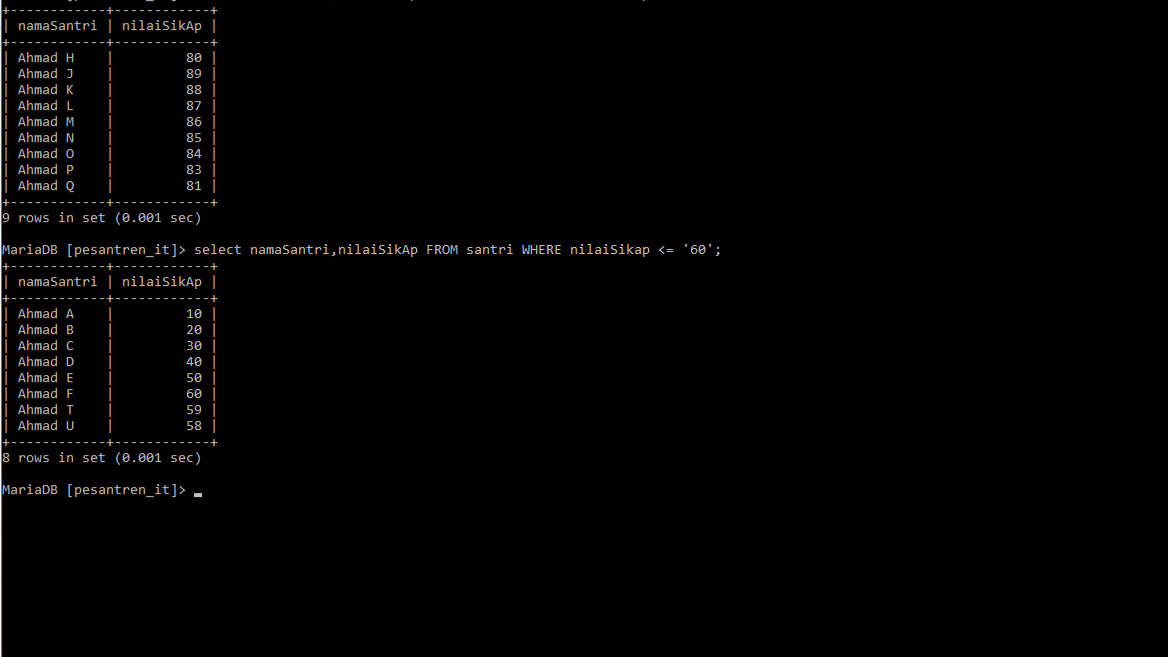 +------------+------------+
| namaSantri | nilaiSikAp |
+------------+------------+
| Ahmad H    |         80 |
| Ahmad J    |         89 |
| Ahmad K    |         88 |
| Ahmad L    |         87 |
| Ahmad M    |         86 |
| Ahmad N    |         85 |
| Ahmad O    |         84 |
| Ahmad P    |         83 |
| Ahmad Q    |         81 |
+------------+------------+
9 rows in set (0.001 sec)
MariaDB [pesantren_it]> select namaSantri,nilaiSikAp FROM santri WHERE nilaiSikap <= '60';
+------------+------------+
| namaSantri | nilaiSikAp |
+------------+------------+
| Ahmad A    |         10 |
| Ahmad B    |         20 |
| Ahmad C    |         30 |
| Ahmad D    |         40 |
| Ahmad E    |         50 |
| Ahmad F    |         60 |
| Ahmad T    |         59 |
| Ahmad U    |         58 |
+------------+------------+
8 rows in set (0.001 sec)
MariaDB [pesantren_it]> _